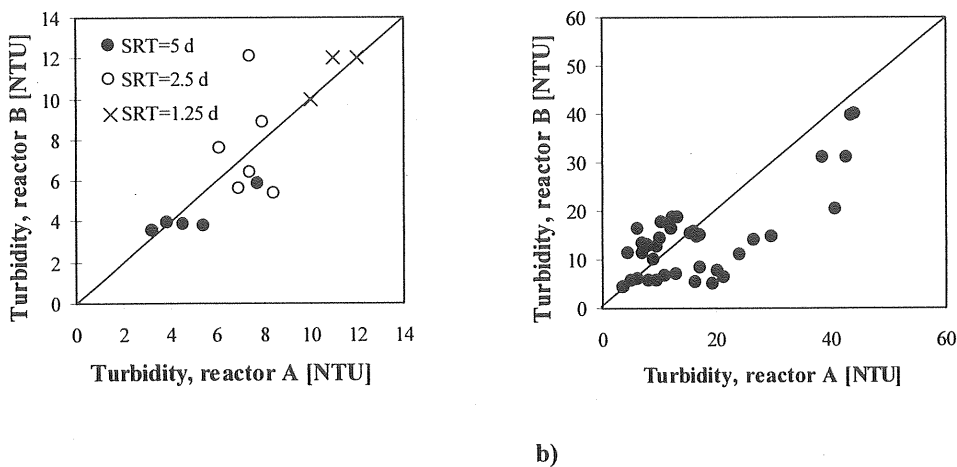 14
12
10
8
6
4
2
0
Turbidity, reactor B [NTU]
SRT=5 d
SRT=2.5 d
SRT=1.25 d
0 2 4 6 8 10 12 14
Turbidity, reactor A [NTU]
60
50
40
30
20
10
0
Turbidity, reactor B [NTU]
0 20 40 60
Turbidity, reactor A [NTU]
b)